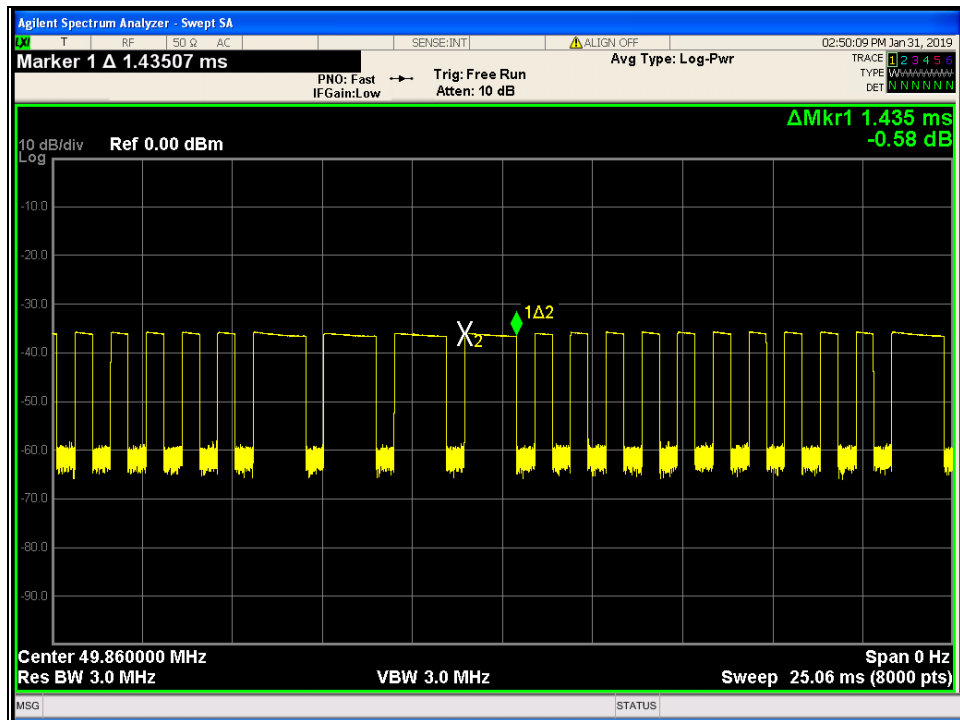 Agilent Spectrum Analyzer - Swept SA
LXI T RF 50 Ω AC SENSE:INT ALIGN OFF 02:50:09 PM Jan 31, 2019
Marker 1 Δ 1.43507 ms
PNO: Fast
IFGain:Low
Trig: Free Run
Atten: 10 dB
Avg Type: Log-Pwr
TRACE 1 2 3 4 5 6
TYPE WWWWWWW
DET N N N N N N
ΔMkr1 1.435 ms
-0.58 dB
10 dB/div Ref 0.00 dBm
Log
-10.0
-20.0
-30.0
1Δ2
X2
-40.0
-50.0
-60.0
-70.0
-80.0
-90.0
Center 49.860000 MHz Span 0 Hz
Res BW 3.0 MHz VBW 3.0 MHz Sweep 25.06 ms (8000 pts)
MSG STATUS